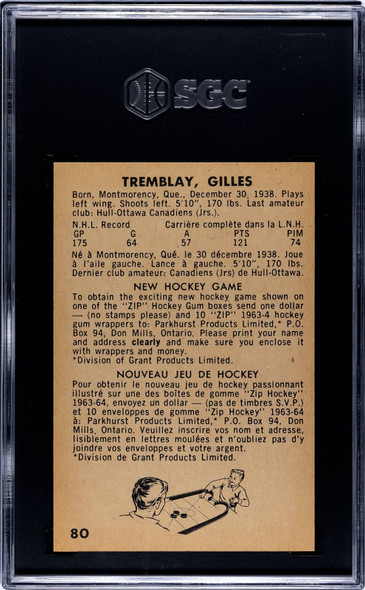 SGC
TREMBLAY, GILLES
Born, Montmorency, Que., December 30, 1938. Plays
left wing. Shoots left. 5'10", 170 lbs. Last amateur
club: Hull-Ottawa Canadiens (Jrs.).
N.H.L. Record Carrière complète dans la L.N.H.
GP G A PTS PIM
175 64 57 121 74
Né à Montmorency, Qué. le 30 décembre 1938. Joue
à l'aile gauche. Lance à gauche. 5'10", 170 lbs.
Dernier club amateur: Canadiens (Jrs) de Hull-Ottawa.
NEW HOCKEY GAME
To obtain the exciting new hockey game shown on
one of the "ZIP" Hockey Gum boxes send one dollar
— (no stamps please) and 10 "ZIP" 1963-4 hockey
gum wrappers to: Parkhurst Products Limited,* P.O.
Box 94, Don Mills, Ontario. Please print your name
and address clearly and make sure you enclose it
with wrappers and money.
*Division of Grant Products Limited.
NOUVEAU JEU DE HOCKEY
Pour obtenir le nouveau jeu de hockey passionnant
illustré sur une des boîtes de gomme "Zip Hockey"
1963-64, envoyez un dollar — (pas de timbres S.V.P.)
et 10 enveloppes de gomme "Zip Hockey" 1963-64
à: Parkhurst Products Limited,* P.O. Box 94, Don
Mills, Ontario. Veuillez inscrire vos nom et adresse,
lisiblement en lettres moulées et n'oubliez pas d'y
joindre vos enveloppes et votre argent.
*Division de Grant Products Limited.
80